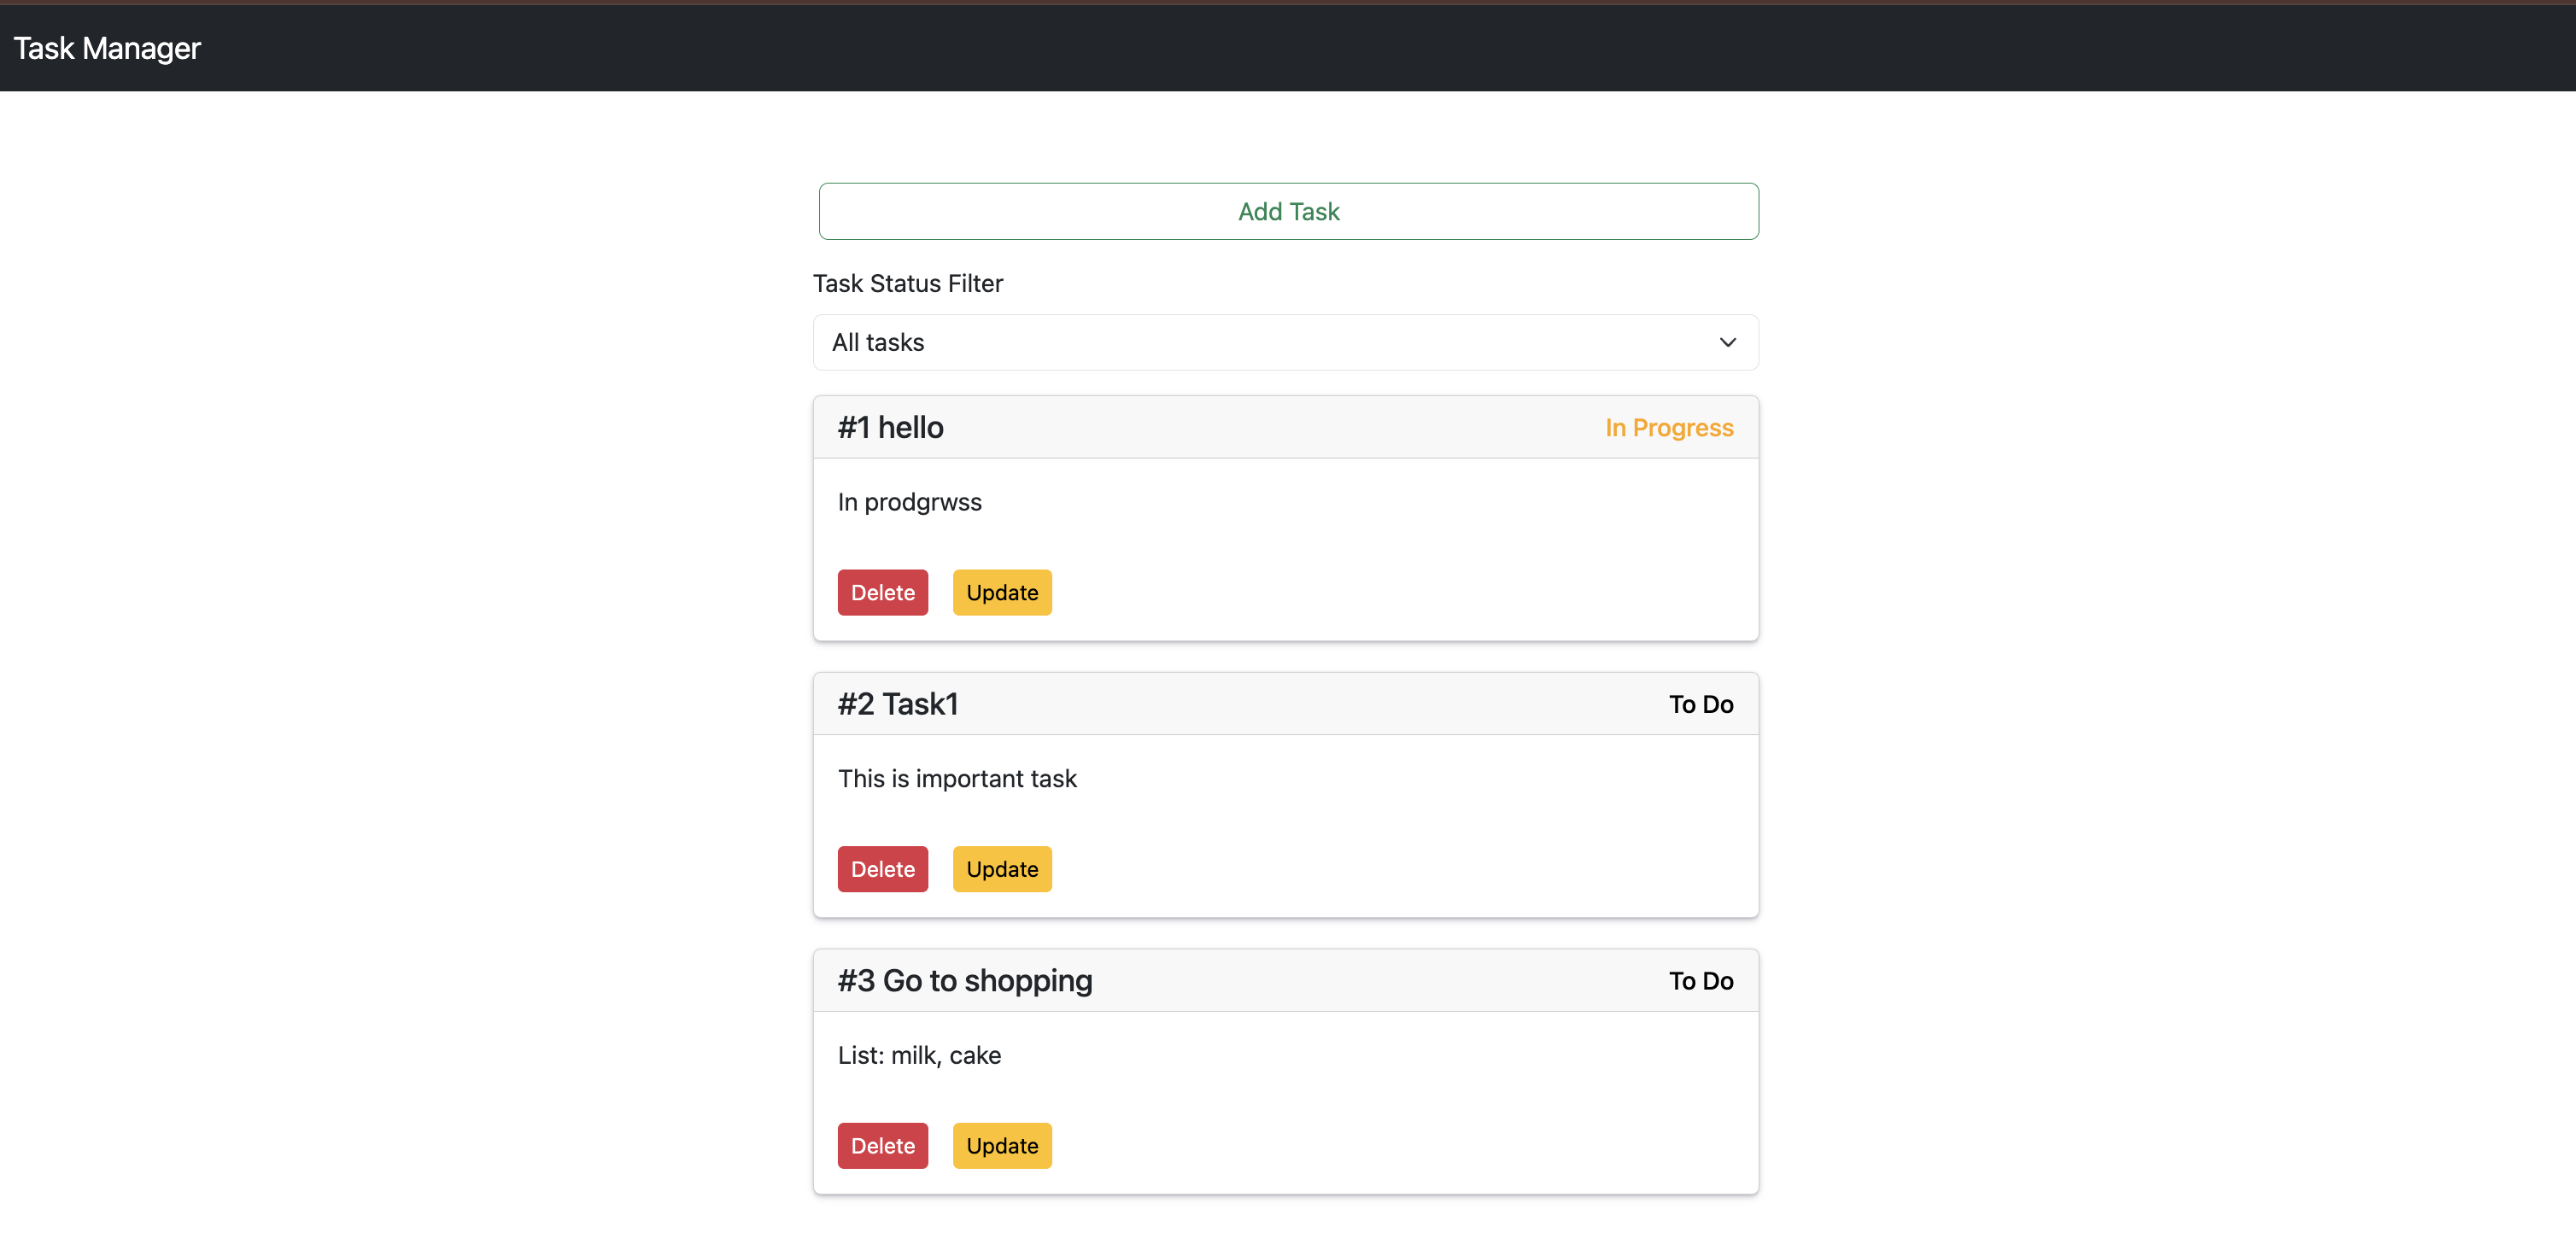 Task Manager
Add Task
Task Status Filter
All tasks
#1 hello
In Progress
In prodgrwss
Delete
Update
#2 Task1
To Do
This is important task
Delete
Update
#3 Go to shopping
To Do
List: milk, cake
Delete
Update